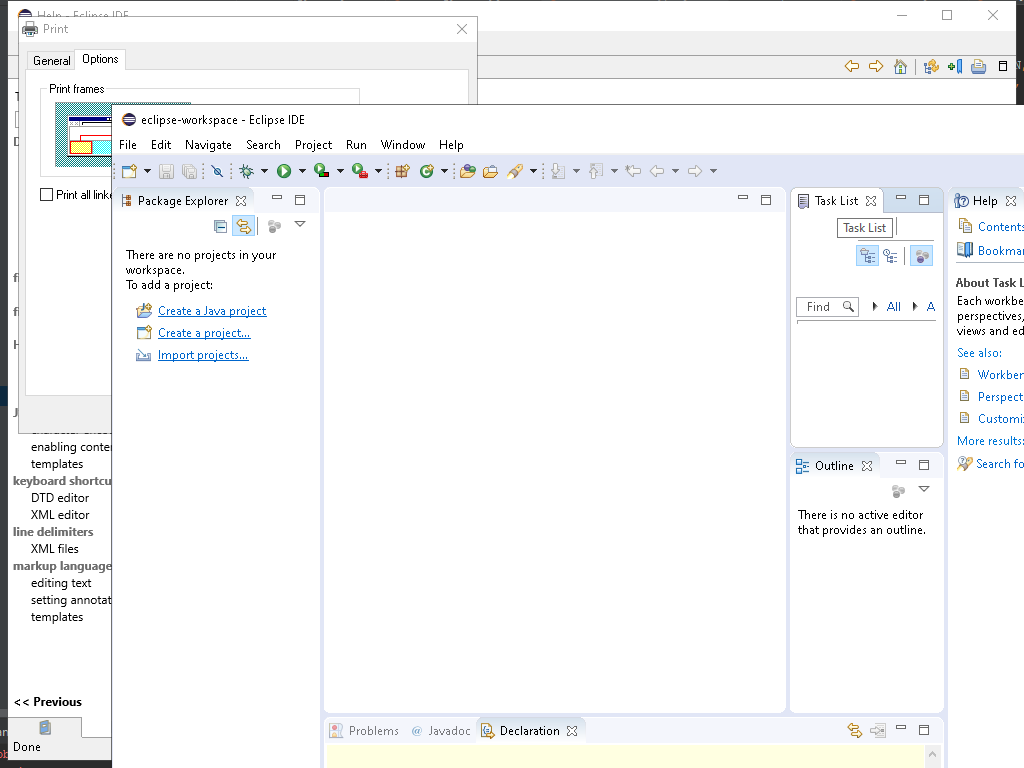 Help - Eclipse IDE
Print
General
Options
Print frames
Print all linke
eclipse-workspace - Eclipse IDE
File Edit Navigate Search Project Run Window Help
Package Explorer
There are no projects in your
workspace.
To add a project:
Create a Java project
Create a project...
Import projects...
Task List
Task List
Find
All
A
Help
Contents
Bookmar
About Task L
Each workbe
perspectives,
views and ed
See also:
Workben
Perspect
Customiz
More results:
Search fo
Outline
There is no active editor
that provides an outline.
enabling conter
templates
keyboard shortcu
DTD editor
XML editor
line delimiters
XML files
markup language
editing text
setting annotat
templates
<< Previous
Done
Problems
@ Javadoc
Declaration